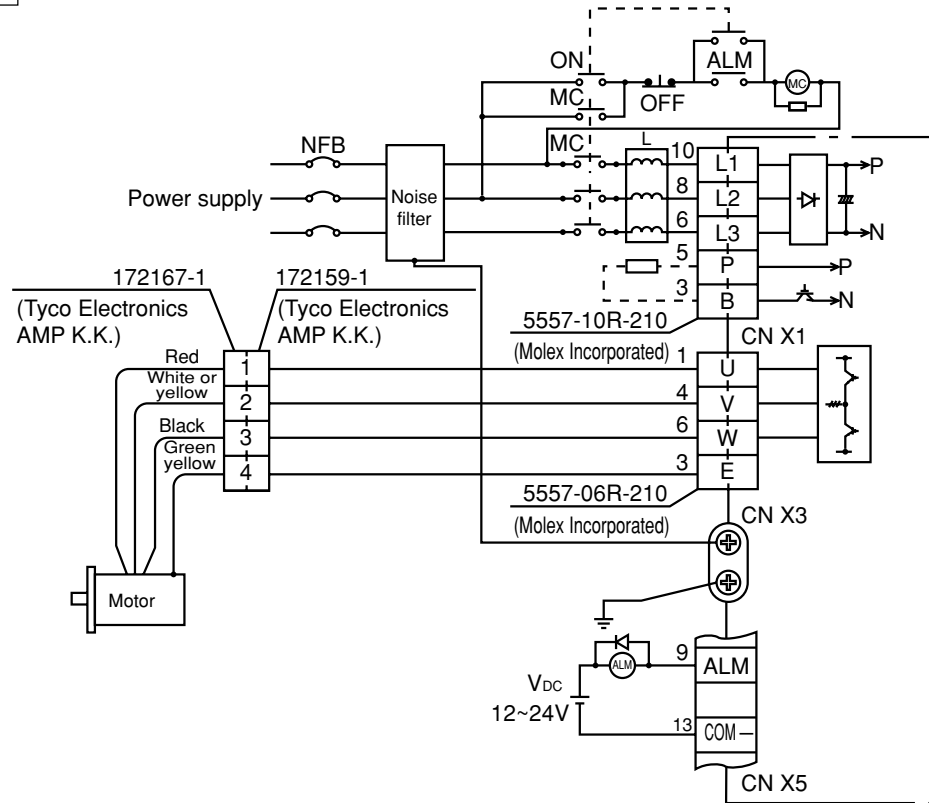 ON
ALM
MC
OFF
MC
NFB
MC
L
10
L1
P
Power supply
Noise
filter
8
L2
6
L3
N
5
P
P
3
B
N
172167-1
172159-1
(Tyco Electronics
AMP K.K.)
(Tyco Electronics
AMP K.K.)
5557-10R-210
(Molex Incorporated)
CN X1
Red
1
1
U
White or
yellow
2
4
V
Black
3
6
W
Green
yellow
4
3
E
5557-06R-210
(Molex Incorporated)
CN X3
Motor
ALM
9
ALM
VDC
12~24V
13
COM –
CN X5